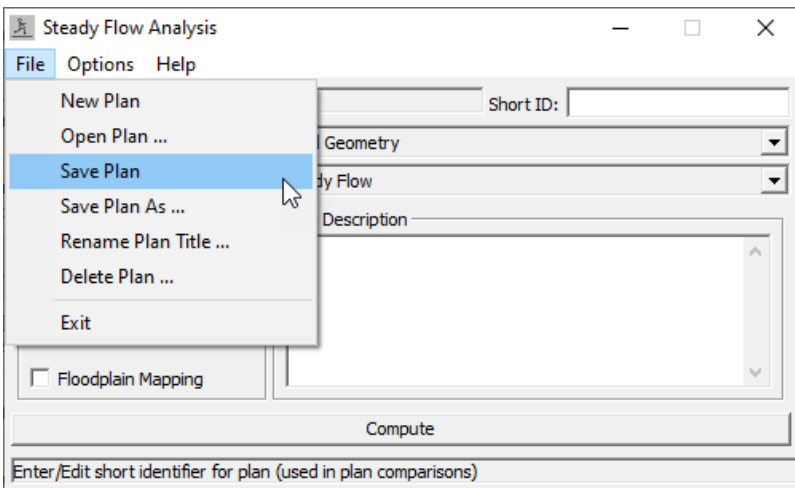 Steady Flow Analysis
File Options Help
New Plan
Short ID:
Open Plan ...
Geometry
Save Plan
Flow
Save Plan As ...
Description
Rename Plan Title ...
Delete Plan ...
Exit
Floodplain Mapping
Compute
Enter/Edit short identifier for plan (used in plan comparisons)